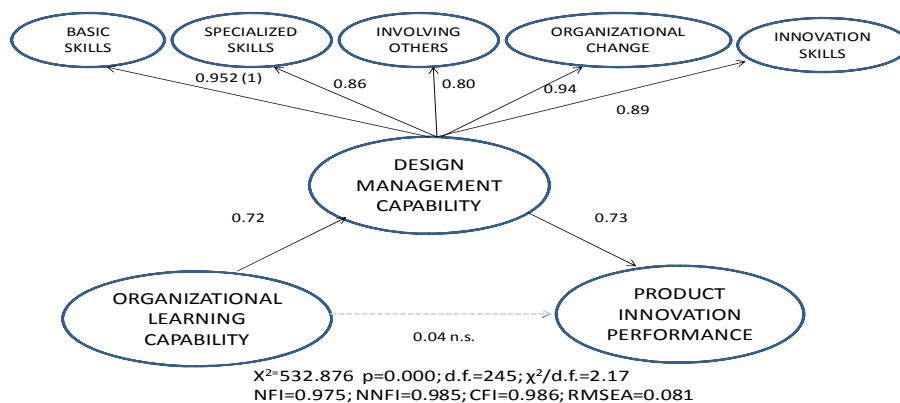 BASIC
SKILLS
SPECIALIZED
SKILLS
INVOLVING
OTHERS
ORGANIZATIONAL
CHANGE
INNOVATION
SKILLS
0.952 (1)
0.86
0.80
0.94
0.89
DESIGN
MANAGEMENT
CAPABILITY
0.72
0.73
ORGANIZATIONAL
LEARNING
CAPABILITY
PRODUCT
INNOVATION
PERFORMANCE
0.04 n.s.
X²⁼532.876 p=0.000; d.f.=245; χ²/d.f.=2.17
NFI=0.975; NNFI=0.985; CFI=0.986; RMSEA=0.081